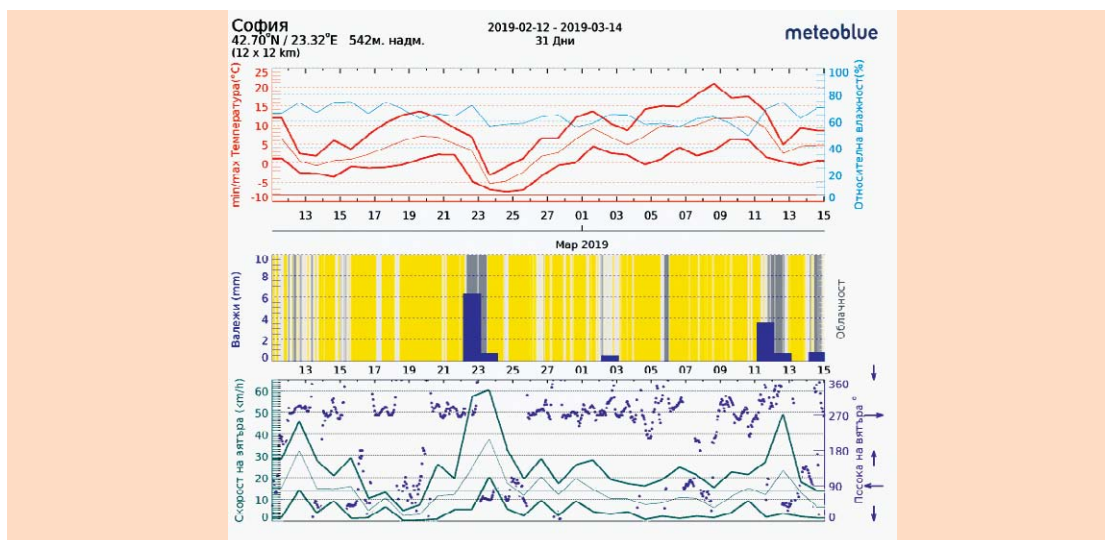 София
42.70°N / 23.32°E 542м. надм.
(12 x 12 km)
2019-02-12 - 2019-03-14
31 Дни
meteoblue
min/max Температура(°C)
25
20
15
10
5
0
-5
-10
100
80
60
40
20
0
Относителна влажност(%)
13 15 17 19 21 23 25 27 01 03 05 07 09 11 13 15
Мар 2019
Валежи (mm)
10
8
6
4
2
0
Облачност
13 15 17 19 21 23 25 27 01 03 05 07 09 11 13 15
Скорост на вятъра (km/h)
60
50
40
30
20
10
0
360
270
180
90
0
Посока на вятъра °